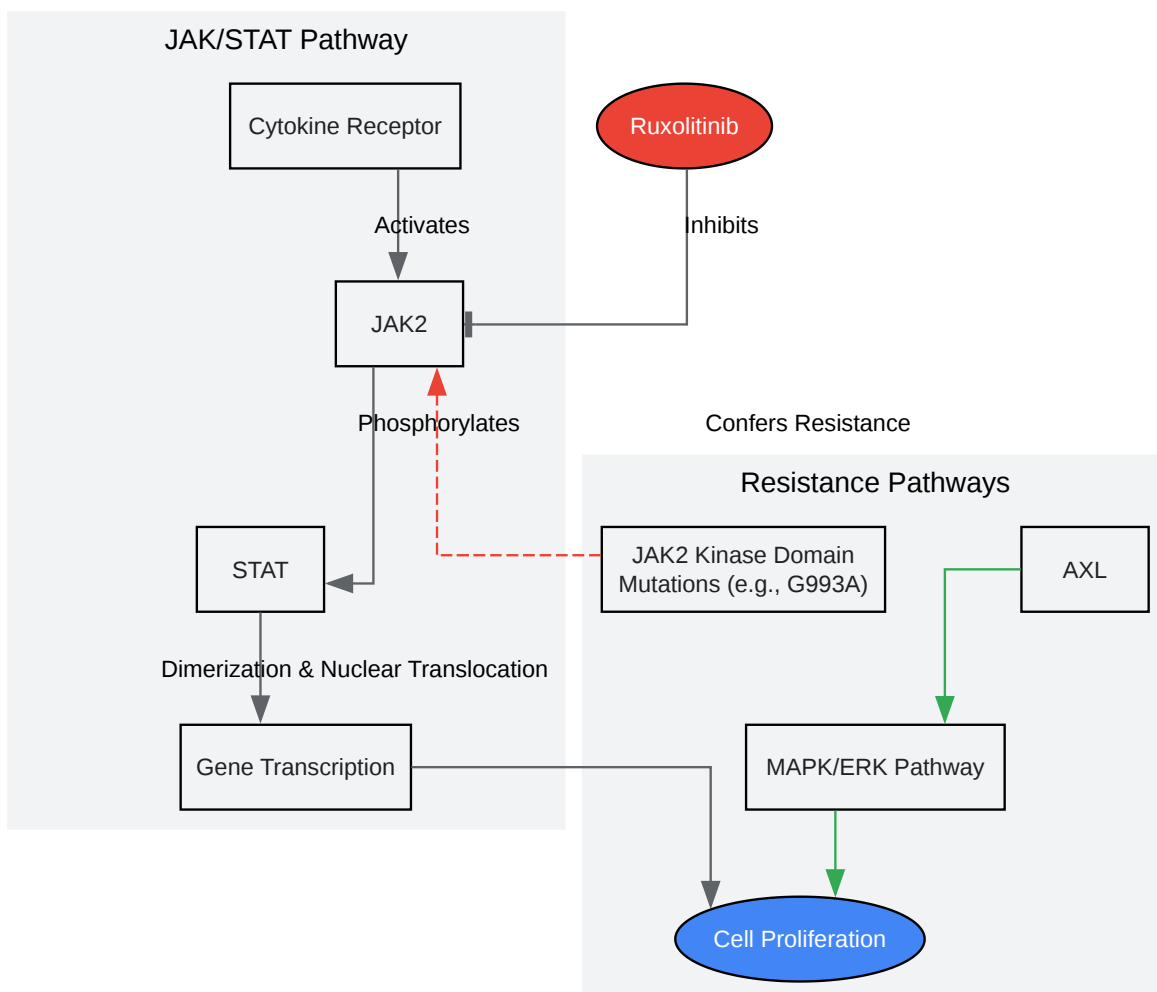 JAK/STAT Pathway
Cytokine Receptor
Ruxolitinib
Activates
Inhibits
JAK2
Phosphorylates
Confers Resistance
Resistance Pathways
JAK2 Kinase Domain
Mutations (e.g., G993A)
AXL
STAT
Dimerization & Nuclear Translocation
Gene Transcription
MAPK/ERK Pathway
Cell Proliferation